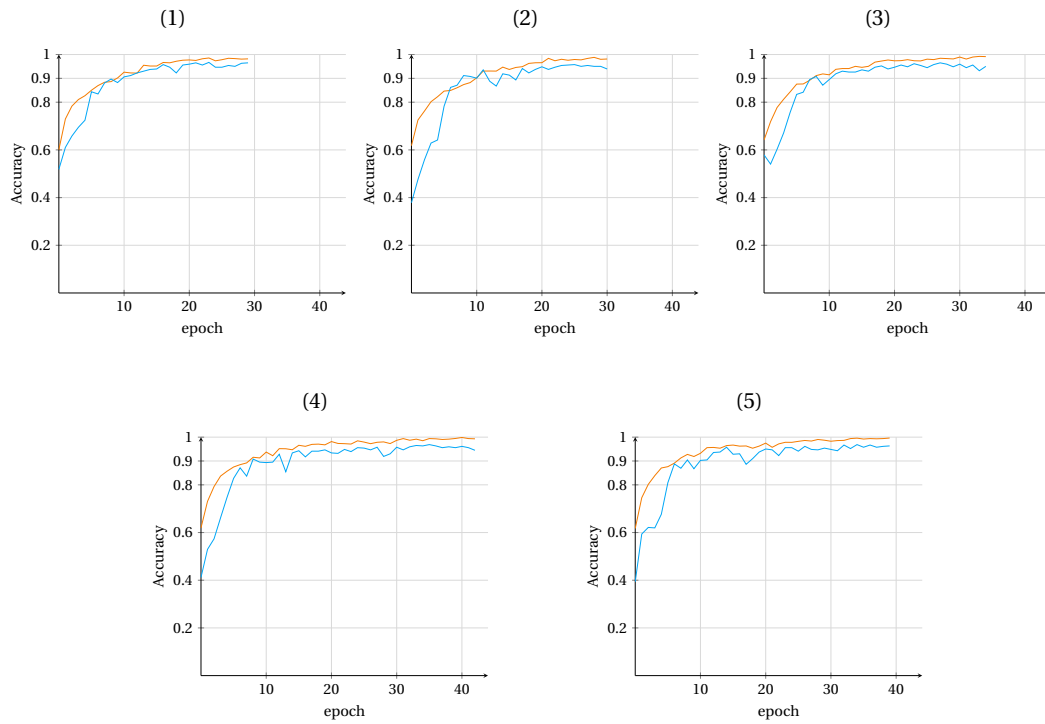 (1) (2) (3)
1 1 1
0.9 0.9 0.9
0.8 0.8 0.8
0.6 0.6 0.6
Accuracy Accuracy Accuracy
0.4 0.4 0.4
0.2 0.2 0.2
10 20 30 40 10 20 30 40 10 20 30 40
epoch epoch epoch
(4) (5)
1 1
0.9 0.9
0.8 0.8
0.6 0.6
Accuracy Accuracy
0.4 0.4
0.2 0.2
10 20 30 40 10 20 30 40
epoch epoch